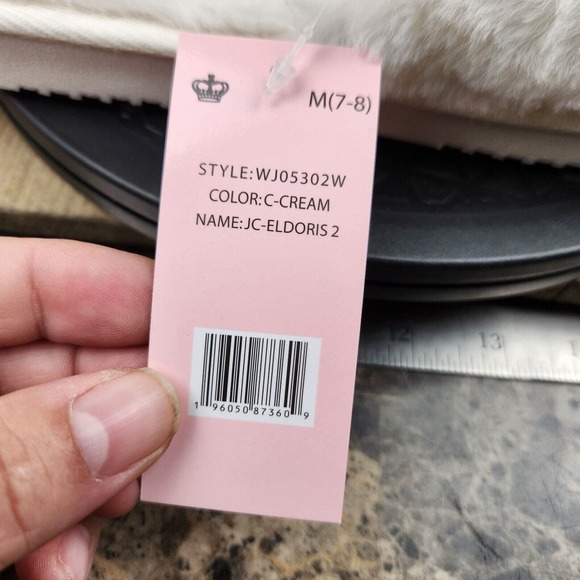 M(7-8)
STYLE:WJ05302W
COLOR:C-CREAM
NAME:JC-ELDORIS 2
1 96050 87360 9
12 13